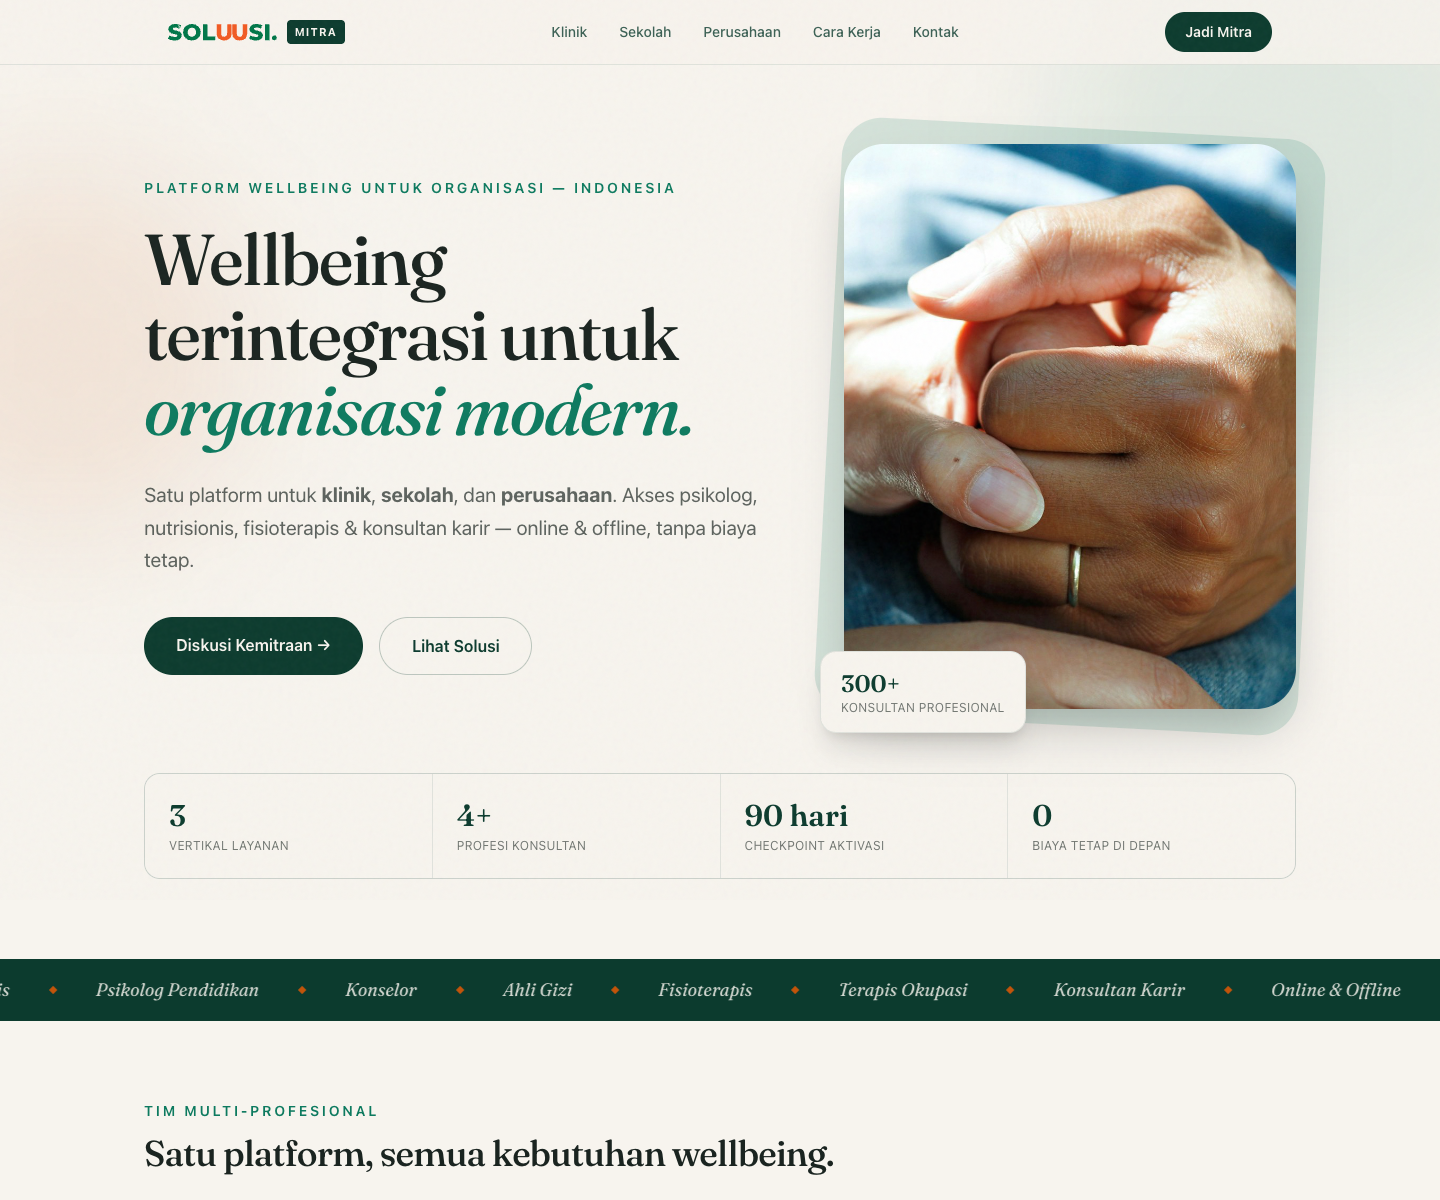 SOLUUSI. MITRA
Klinik
Sekolah
Perusahaan
Cara Kerja
Kontak
Jadi Mitra
PLATFORM WELLBEING UNTUK ORGANISASI — INDONESIA
Wellbeing
terintegrasi untuk
organisasi modern.
Satu platform untuk klinik, sekolah, dan perusahaan. Akses psikolog,
nutrisionis, fisioterapis & konsultan karir — online & offline, tanpa biaya
tetap.
Diskusi Kemitraan →
Lihat Solusi
300+
KONSULTAN PROFESIONAL
3
VERTIKAL LAYANAN
4+
PROFESI KONSULTAN
90 hari
CHECKPOINT AKTIVASI
0
BIAYA TETAP DI DEPAN
Psikolog Pendidikan ◆ Konselor ◆ Ahli Gizi ◆ Fisioterapis ◆ Terapis Okupasi ◆ Konsultan Karir ◆ Online & Offline
TIM MULTI-PROFESIONAL
Satu platform, semua kebutuhan wellbeing.